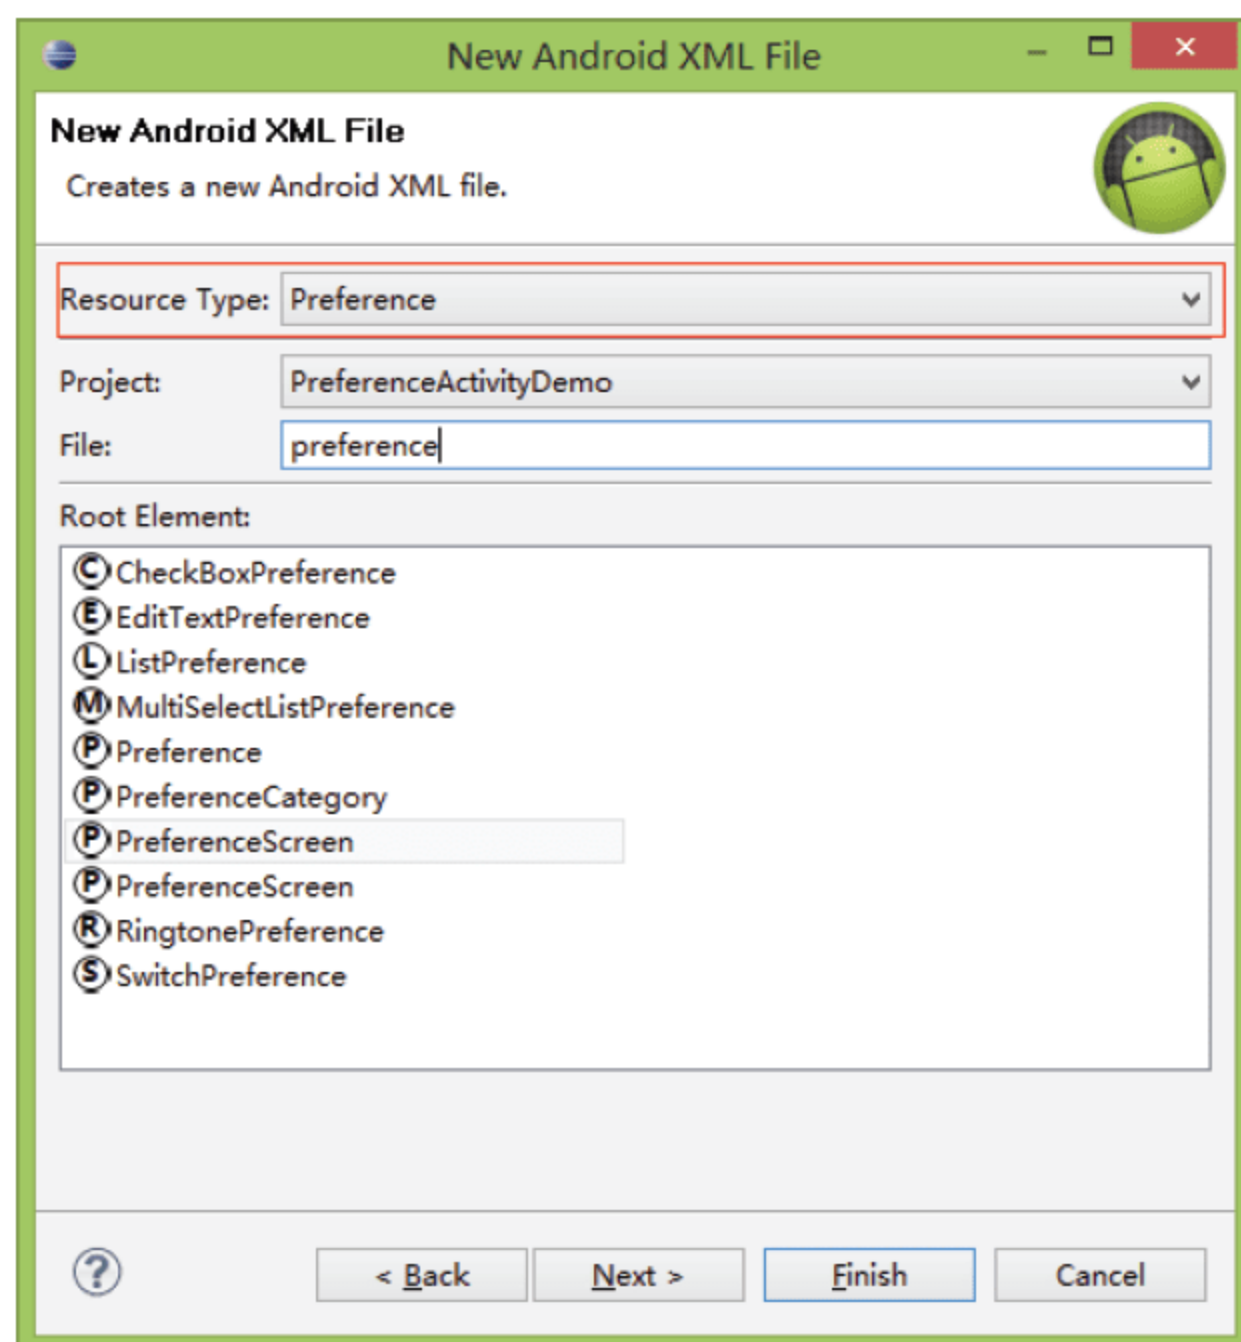 New Android XML File
New Android XML File
Creates a new Android XML file.
Resource Type: Preference
Project: PreferenceActivityDemo
File: preference
Root Element:
C CheckBoxPreference
E EditTextPreference
L ListPreference
M MultiSelectListPreference
P Preference
P PreferenceCategory
P PreferenceScreen
P PreferenceScreen
R RingtonePreference
S SwitchPreference
? < Back Next > Finish Cancel